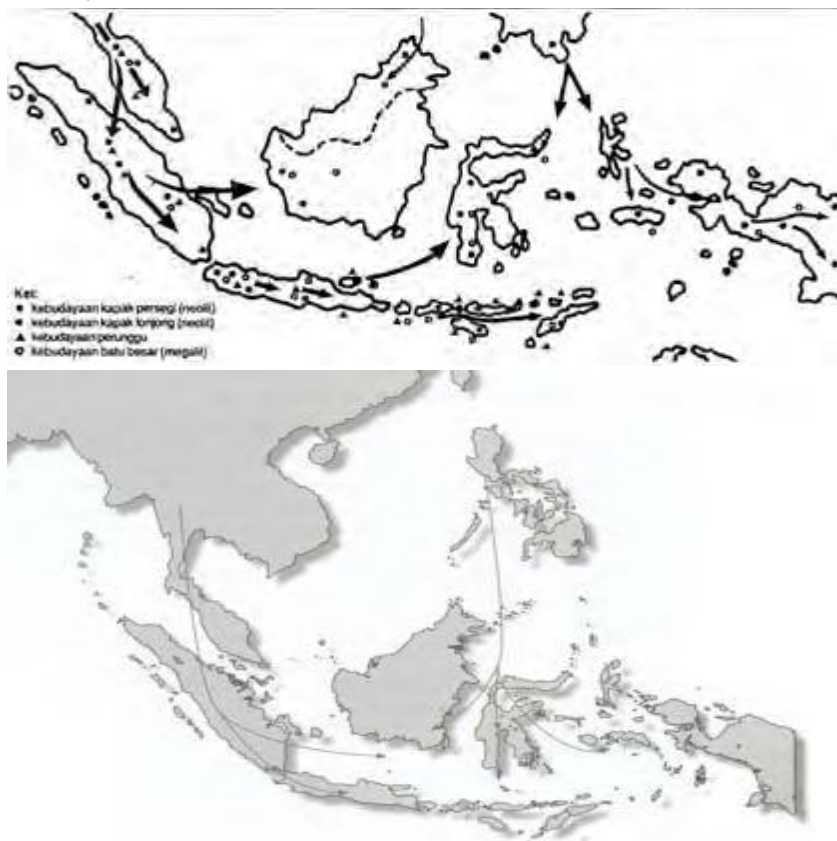 Ket:
kebudayaan kapak persegi (neolit)
kebudayaan kapak lonjong (neolit)
kebudayaan perunggu
kebudayaan batu besar (megalit)